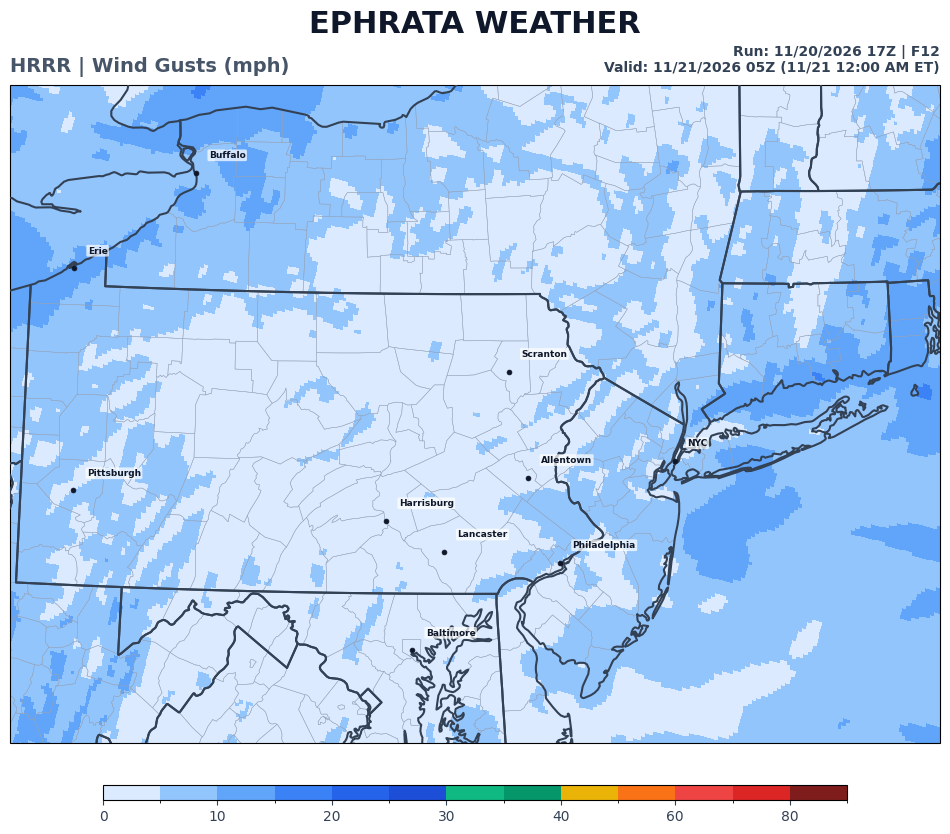 EPHRATA WEATHER
HRRR | Wind Gusts (mph)
Run: 11/20/2026 17Z | F12
Valid: 11/21/2026 05Z (11/21 12:00 AM ET)
Buffalo
Erie
Scranton
NYC
Allentown
Pittsburgh
Harrisburg
Lancaster
Philadelphia
Baltimore
0 10 20 30 40 60 80